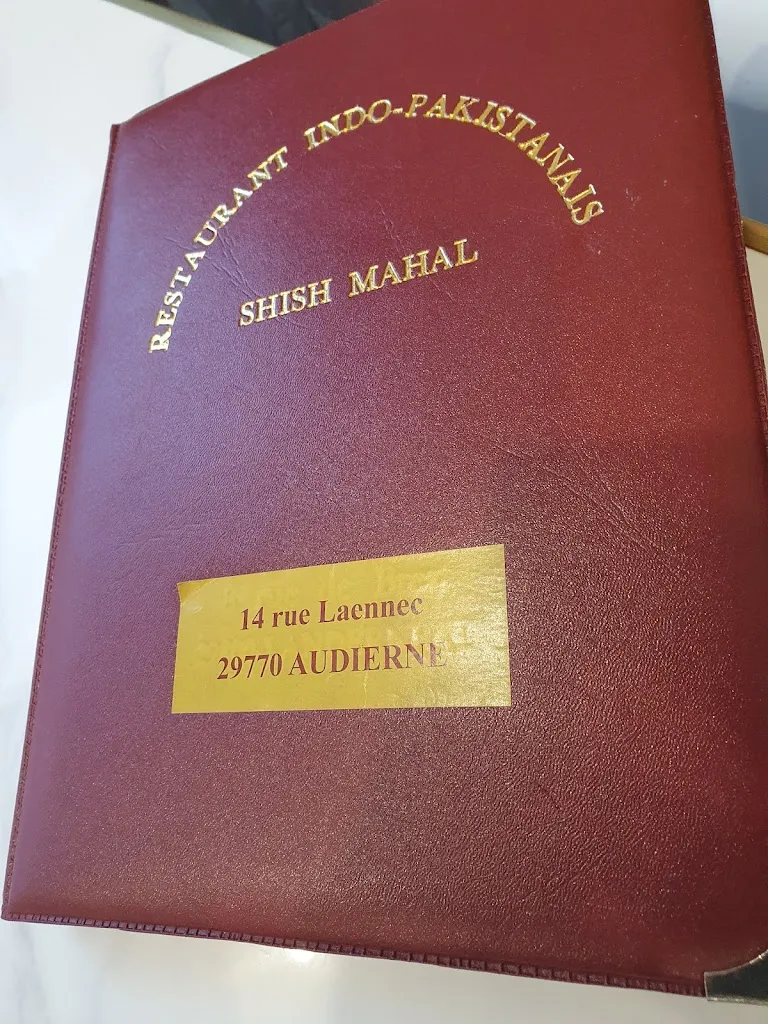 RESTAURANT INDO-PAKISTANAIS
SHISH MAHAL
14 rue Laennec
29770 AUDIERNE